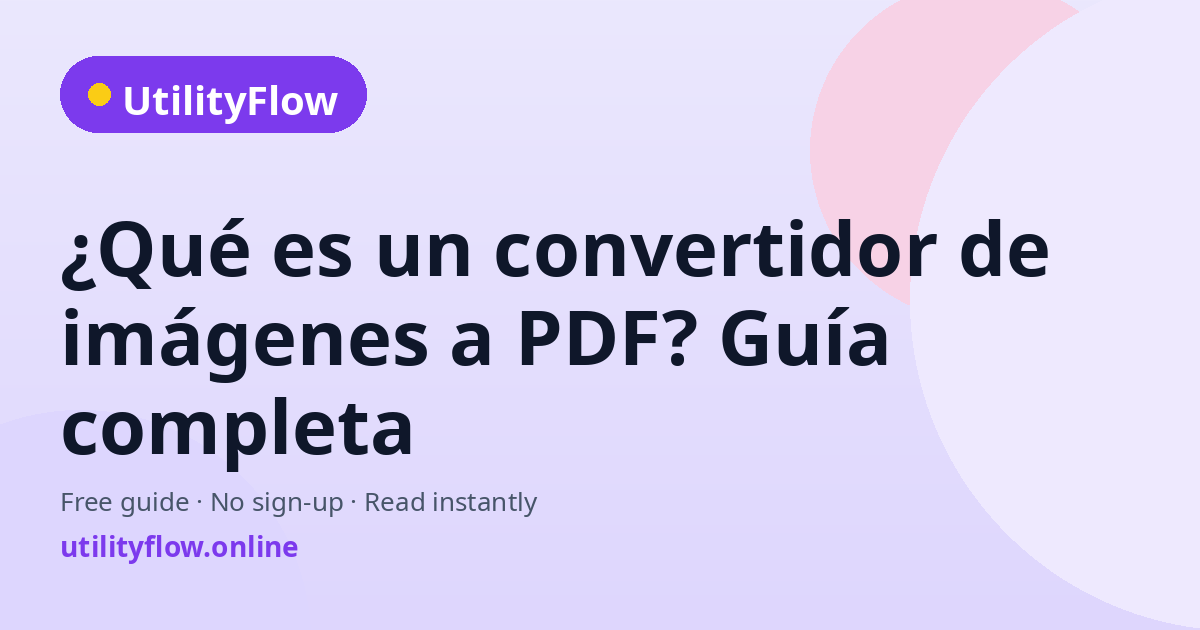 UtilityFlow
¿Qué es un convertidor de
imágenes a PDF? Guía
completa
Free guide · No sign-up · Read instantly
utilityflow.online